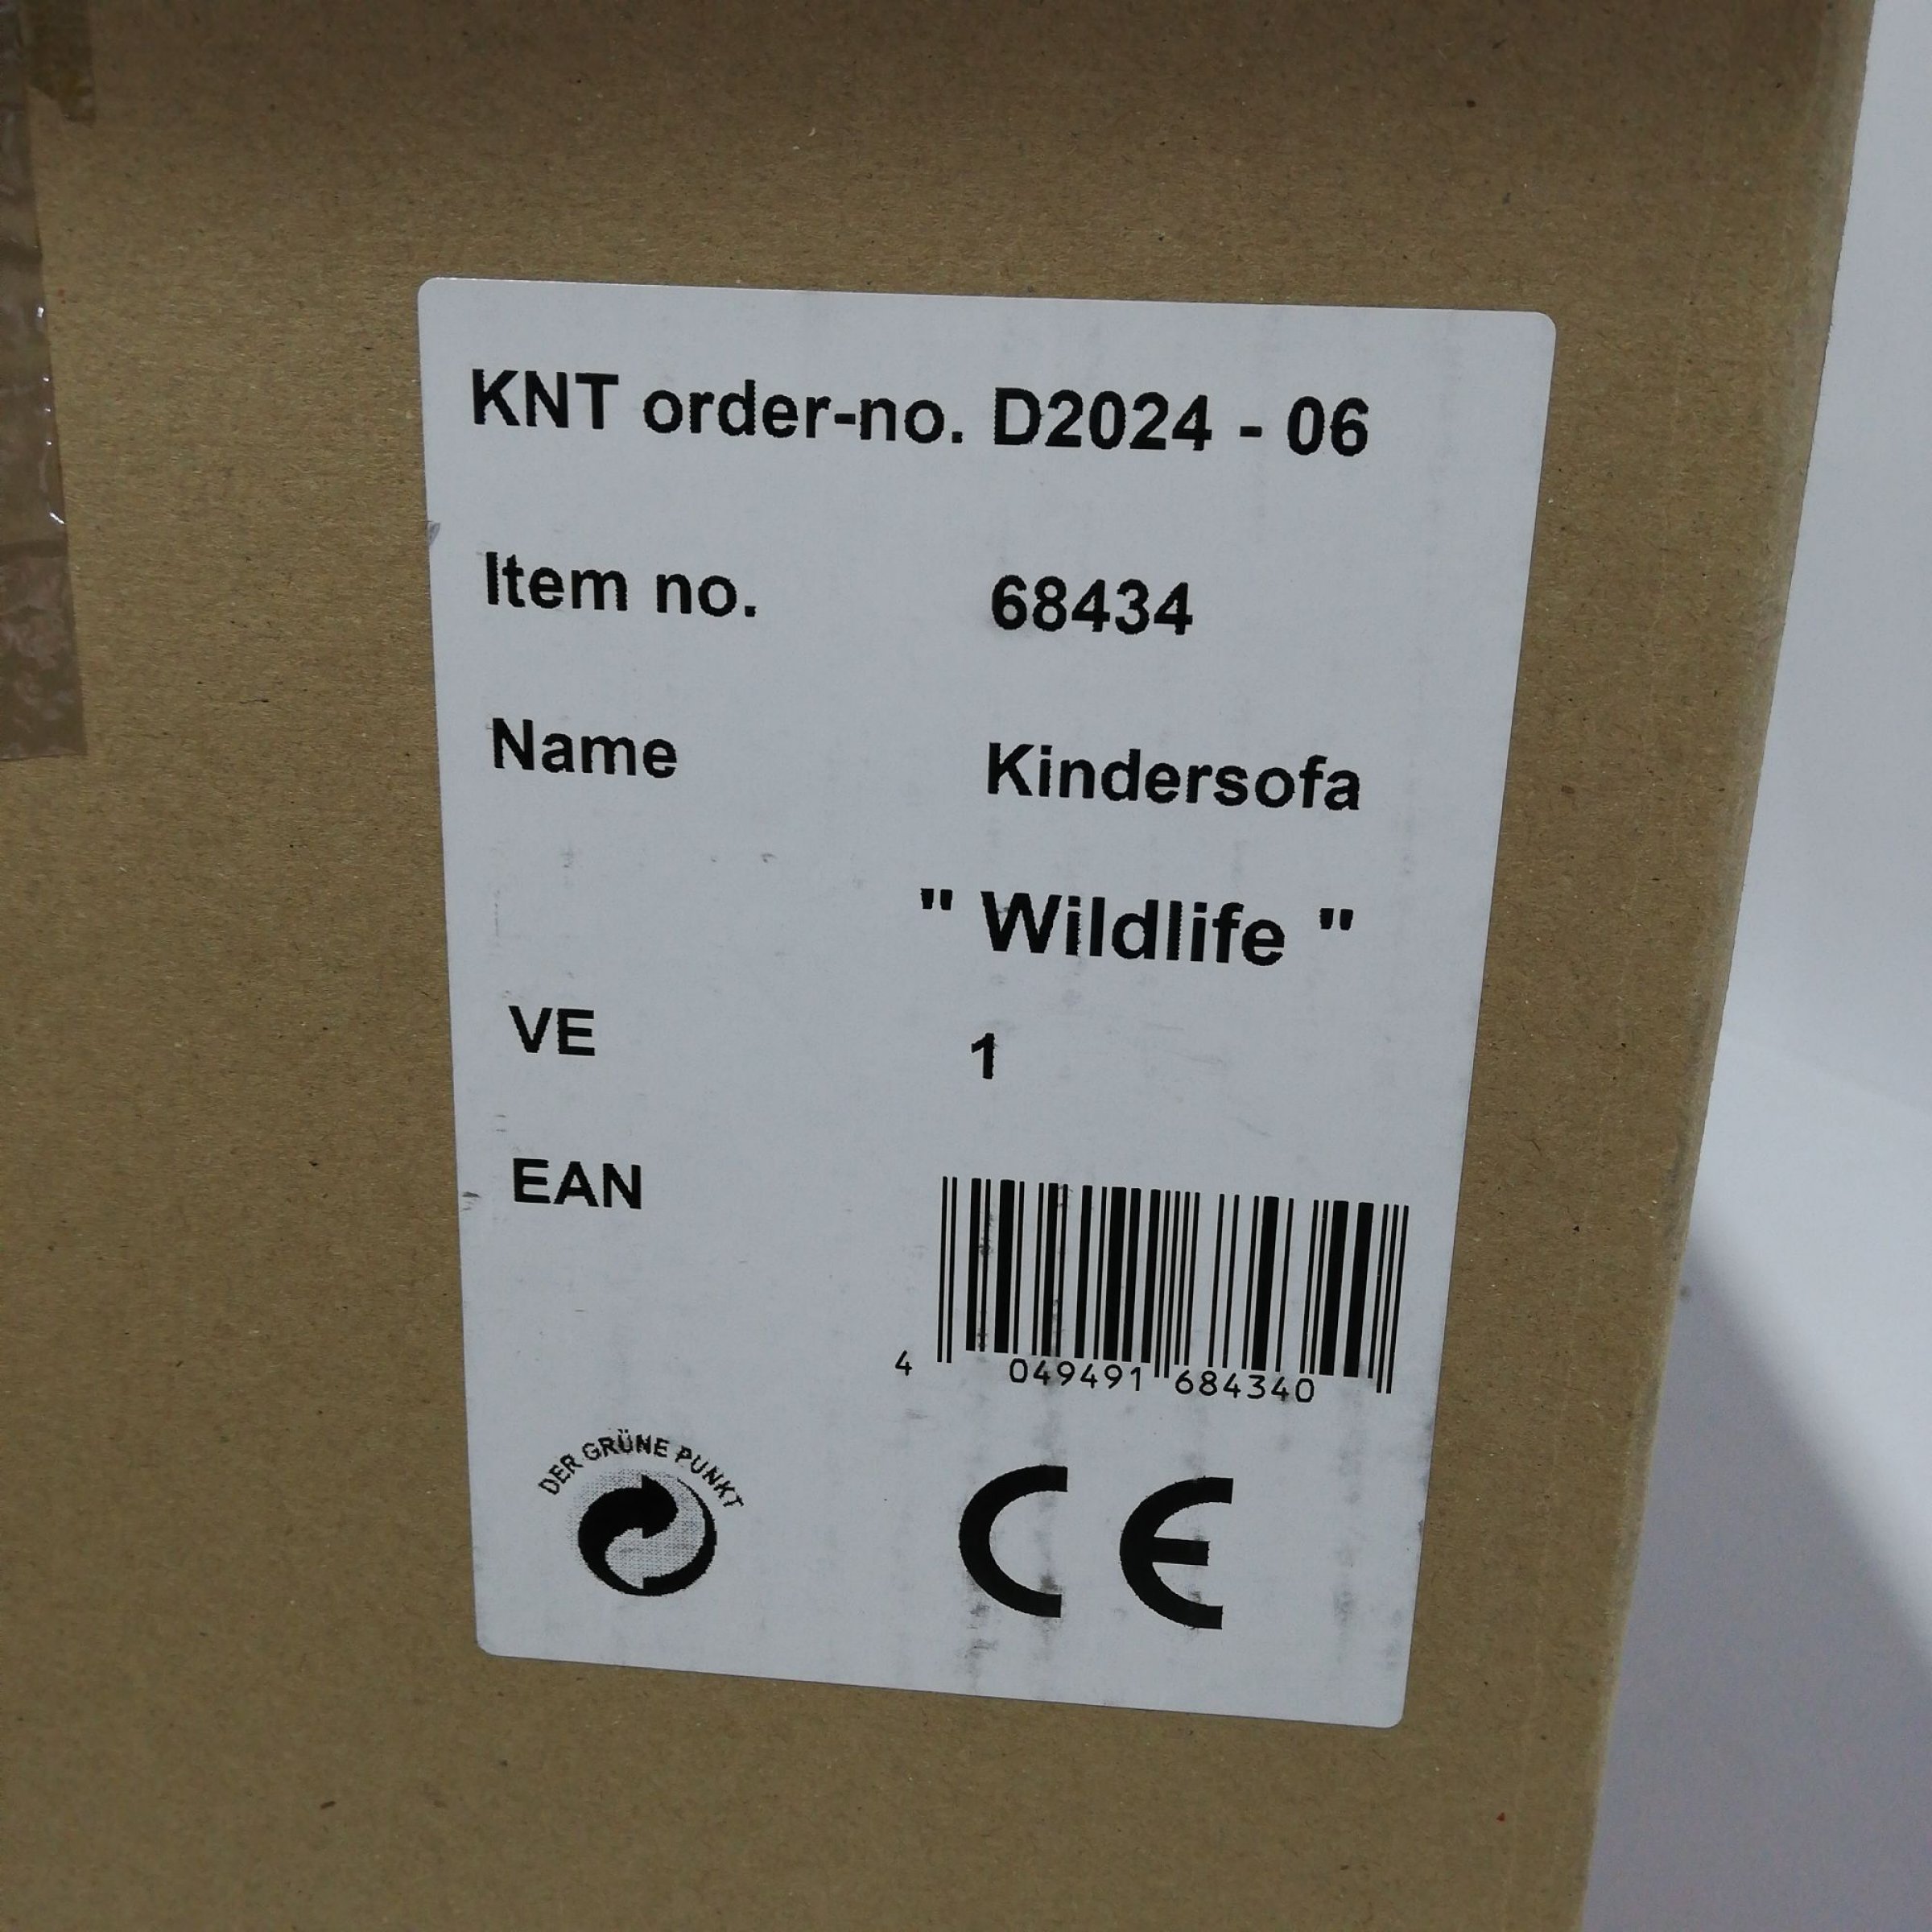 KNT order-no. D2024 - 06
Item no. 68434
Name Kindersofa
" Wildlife "
VE 1
EAN
4 049491 684340
DER GRÜNE PUNKT
CE